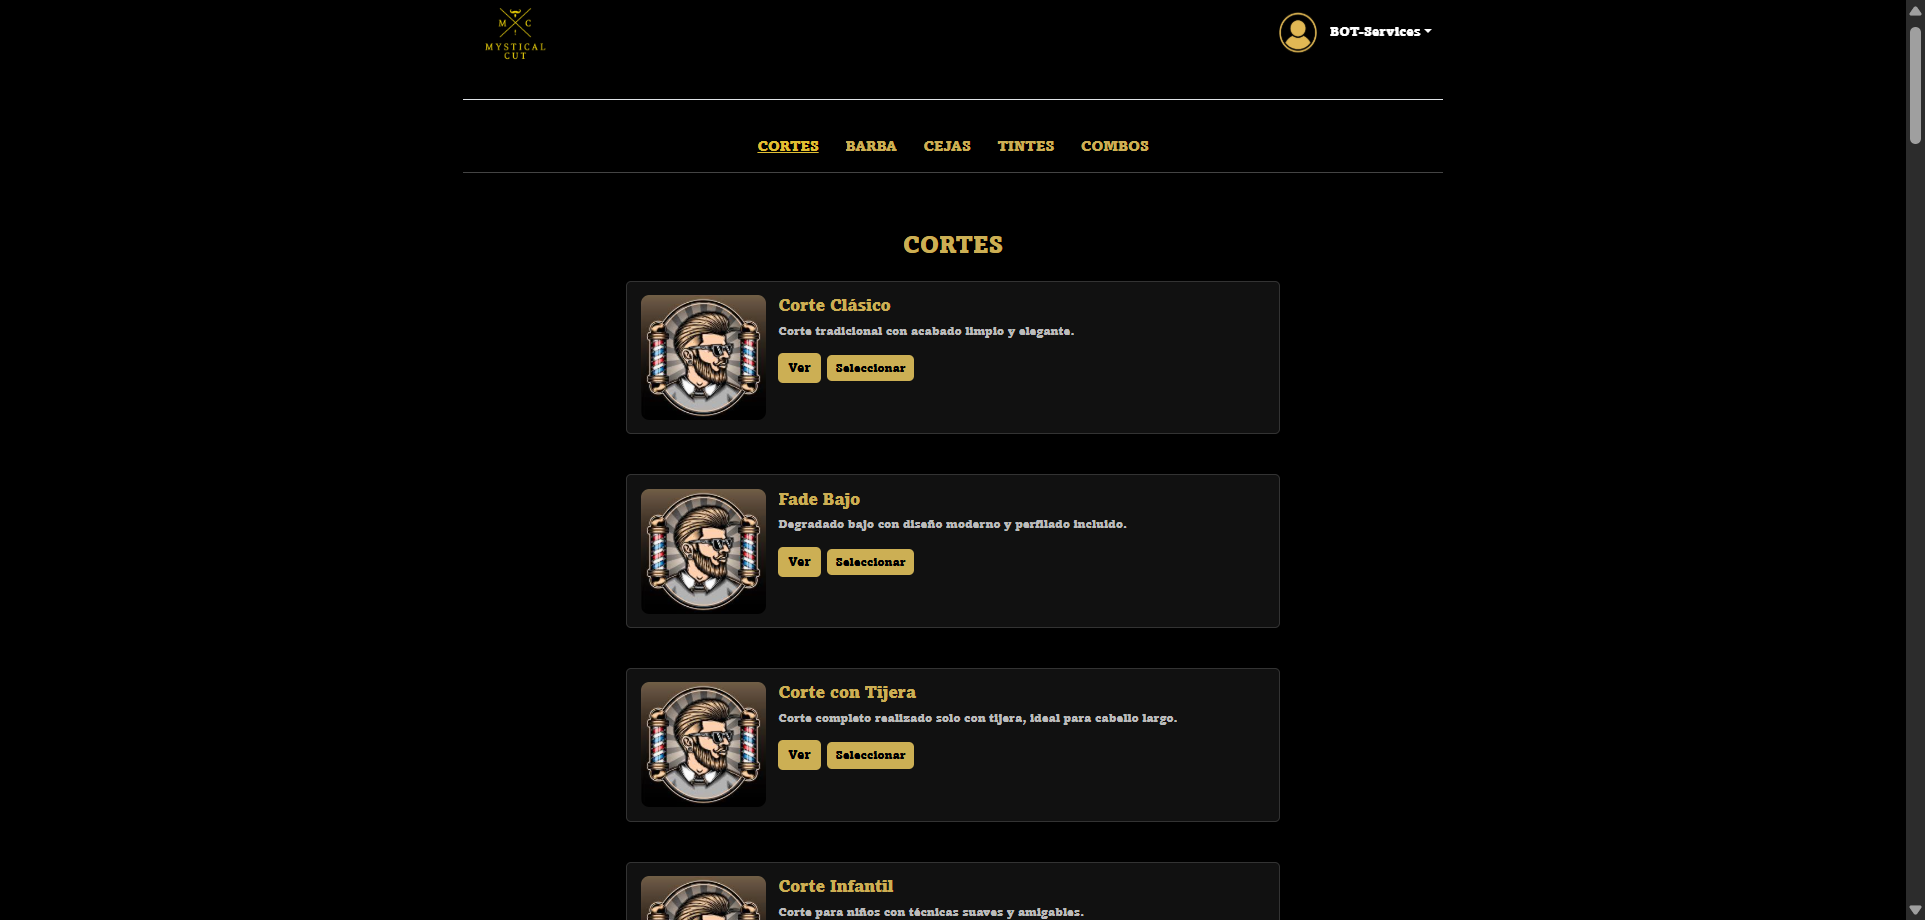 M C
MYSTICAL
CUT
BOT-Services
CORTES BARBA CEJAS TINTES COMBOS
CORTES
Corte Clásico
Corte tradicional con acabado limpio y elegante.
Ver Seleccionar
Fade Bajo
Degradado bajo con diseño moderno y perfilado incluido.
Ver Seleccionar
Corte con Tijera
Corte completo realizado solo con tijera, ideal para cabello largo.
Ver Seleccionar
Corte Infantil
Corte para niños con técnicas suaves y amigables.